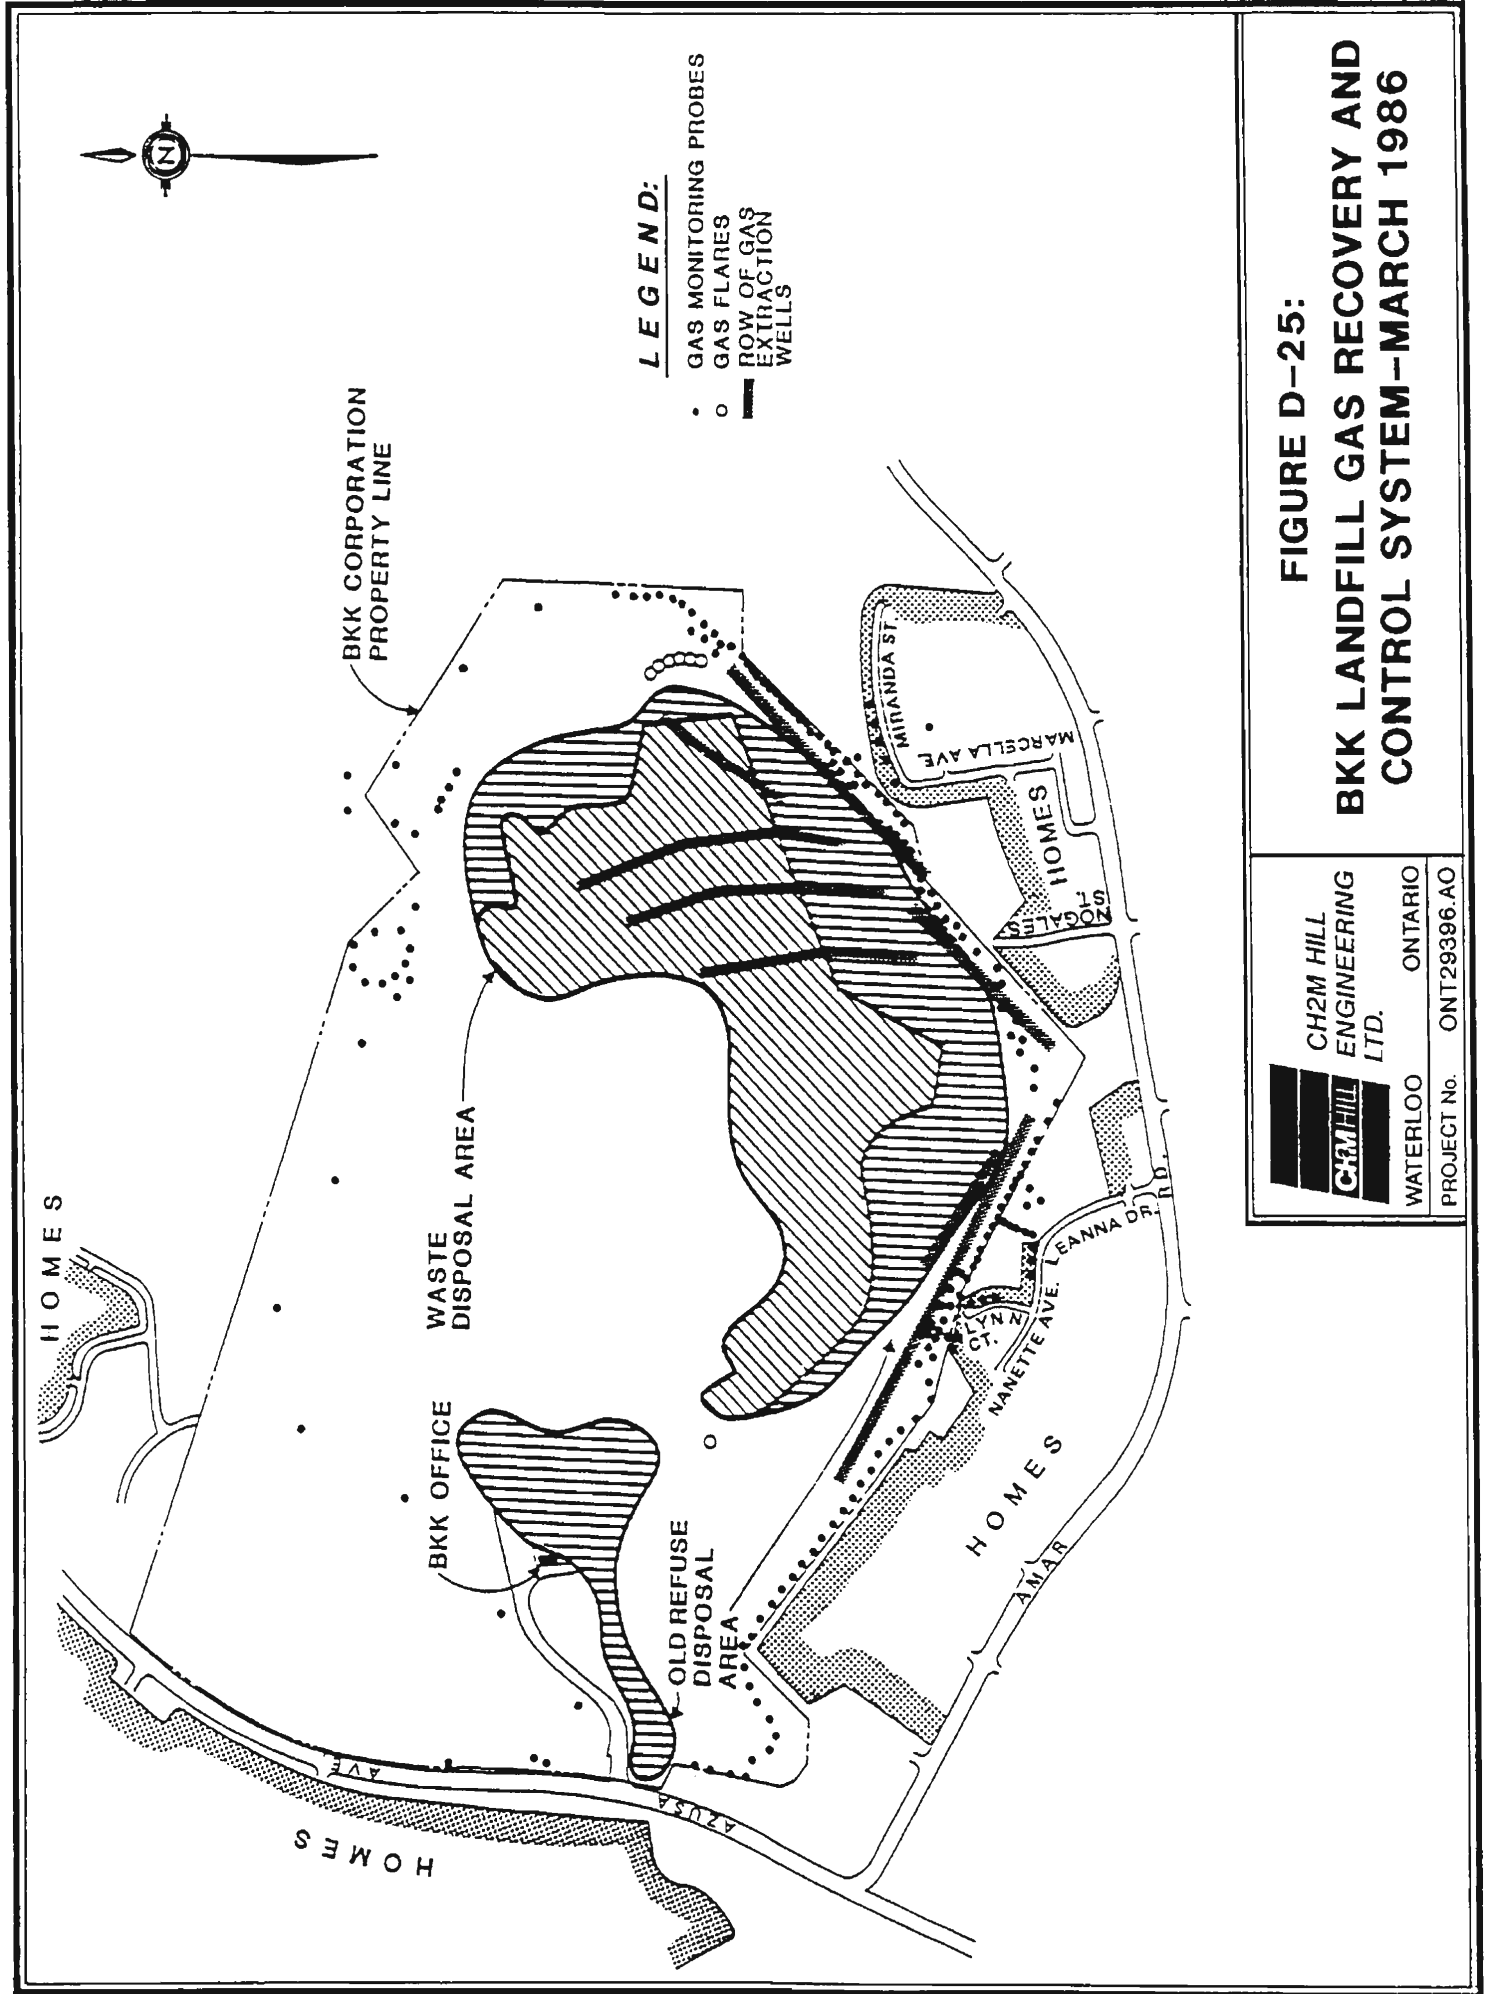 HOMES
BKK CORPORATION
PROPERTY LINE
N
LEGEND:
GAS MONITORING PROBES
GAS FLARES
ROW OF GAS
EXTRACTION
WELLS
WASTE
DISPOSAL AREA
BKK OFFICE
OLD REFUSE
DISPOSAL
AREA
HOMES
AZUSA
AVE
MIRANDA ST.
MARCELLA AVE
HOMES
NOGALES
ST.
LEANNA DR.
LYNN
CT.
NANETTE AVE.
HOMES
AMAR
RD.
CH2M HILL
CH2M HILL
ENGINEERING
LTD.
WATERLOO ONTARIO
PROJECT No. ONT29396.AO
FIGURE D-25:
BKK LANDFILL GAS RECOVERY AND
CONTROL SYSTEM-MARCH 1986